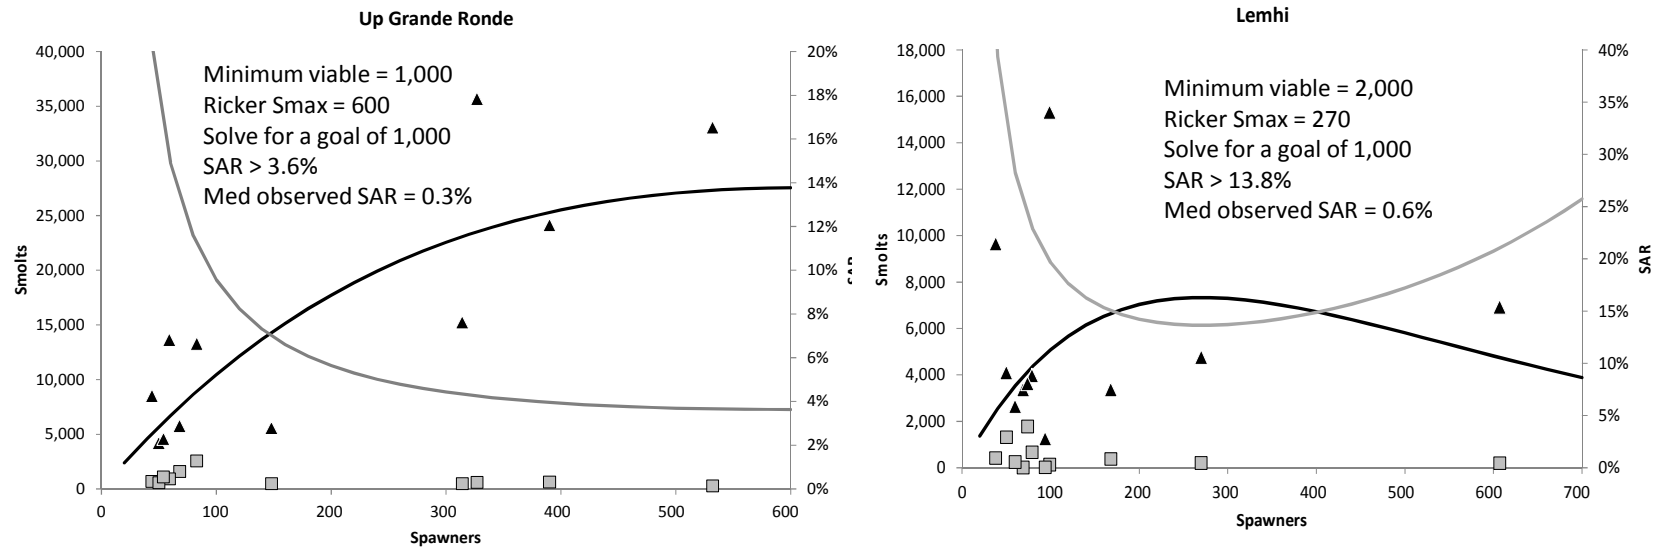 Up Grande Ronde
40,000
35,000
30,000
25,000
20,000
15,000
10,000
5,000
0
Smolts
Minimum viable = 1,000
Ricker Smax = 600
Solve for a goal of 1,000
SAR > 3.6%
Med observed SAR = 0.3%
20%
18%
16%
14%
12%
10%
8%
6%
4%
2%
0%
0 100 200 300 400 500 600
Spawners
Lemhi
18,000
16,000
14,000
12,000
10,000
8,000
6,000
4,000
2,000
0
Smolts
Minimum viable = 2,000
Ricker Smax = 270
Solve for a goal of 1,000
SAR > 13.8%
Med observed SAR = 0.6%
40%
35%
30%
25%
20%
15%
10%
5%
0%
SAR
0 100 200 300 400 500 600 700
Spawners